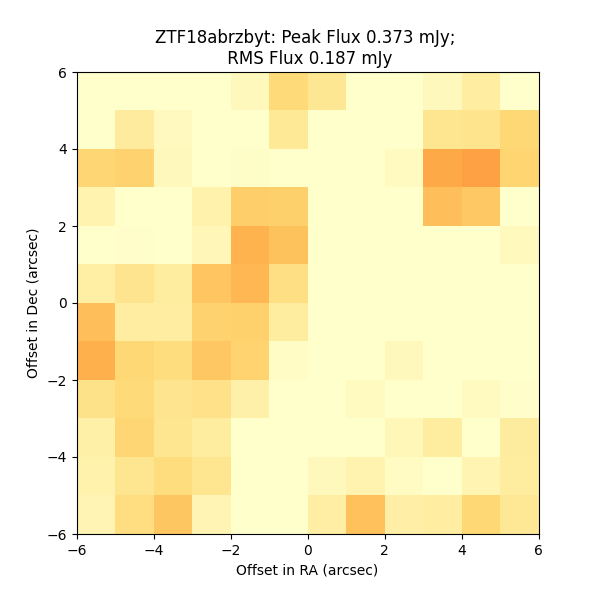 ZTF18abrzbyt: Peak Flux 0.373 mJy;
RMS Flux 0.187 mJy
6
4
2
0
−2
−4
−6
Offset in Dec (arcsec)
−6 −4 −2 0 2 4 6
Offset in RA (arcsec)